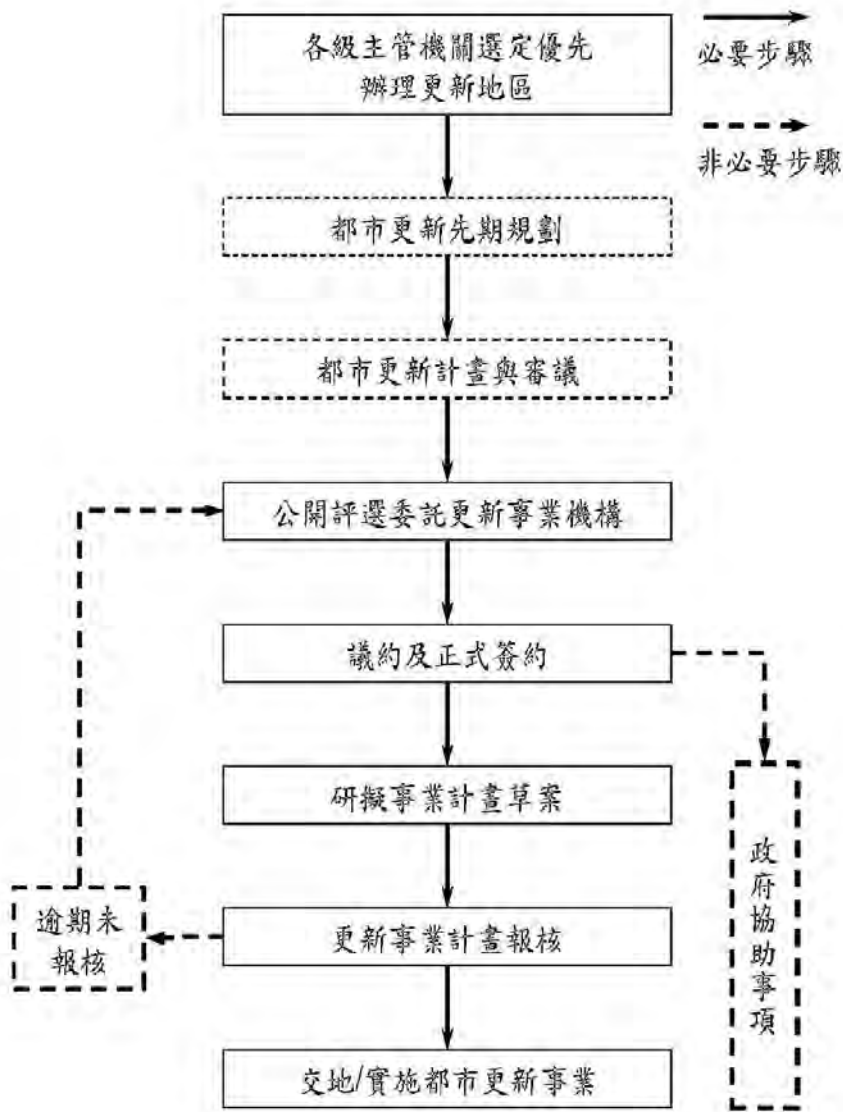 各級主管機關選定優先
辦理更新地區
必要步驟
非必要步驟
都市更新先期規劃
都市更新計畫與審議
公開評選委託更新事業機構
議約及正式簽約
研擬事業計畫草案
政府協助事項
逾期未
報核
更新事業計畫報核
交地/實施都市更新事業